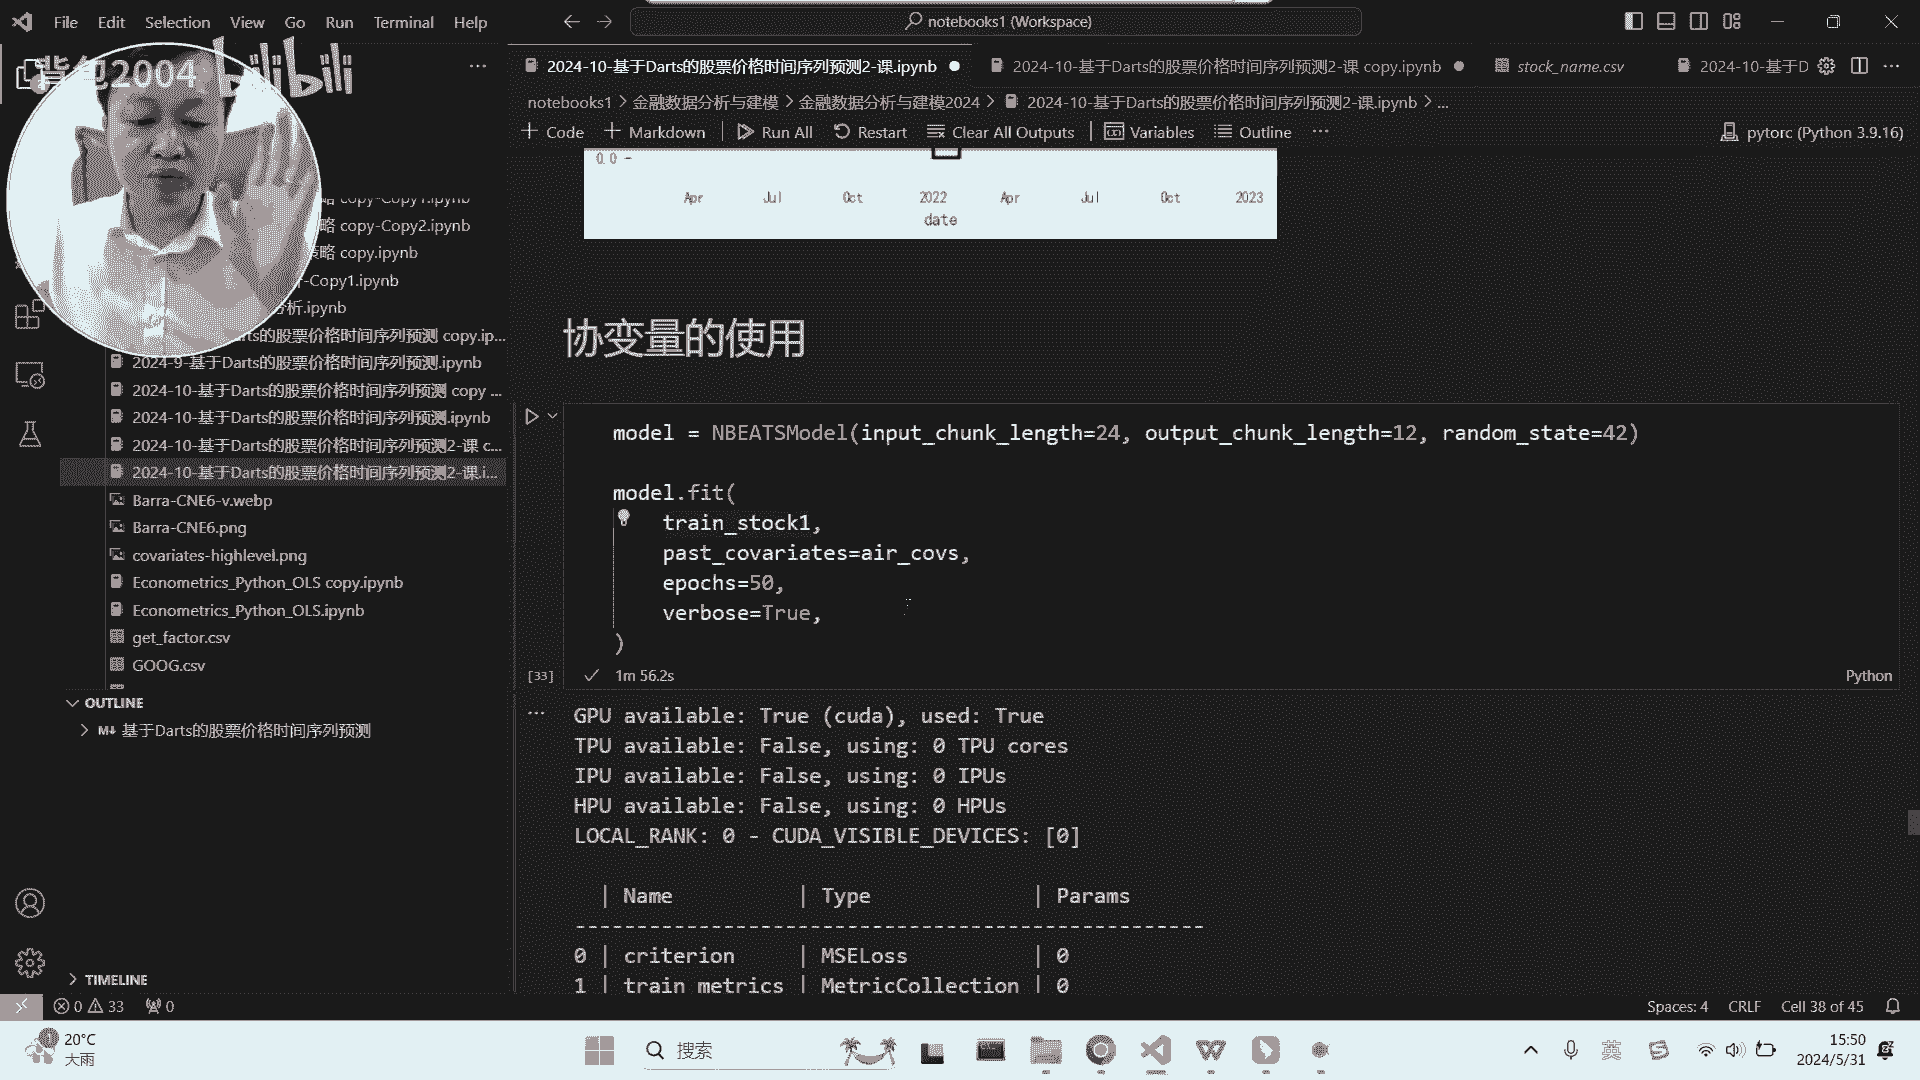 File Edit Selection View Go Run Terminal Help
notebooks1 (Workspace)
背包2004 bilibili
2024-10-基于Darts的股票价格时间序列预测2-课.ipynb
2024-10-基于Darts的股票价格时间序列预测2-课 copy.ipynb
stock_name.csv
2024-10-基于D
notebooks1 > 金融数据分析与建模 > 金融数据分析与建模2024 > 2024-10-基于Darts的股票价格时间序列预测2-课.ipynb > ...
Code Markdown Run All Restart Clear All Outputs Variables Outline ...
pytorc (Python 3.9.16)
略 copy-Copy1.ipynb
略 copy-Copy2.ipynb
策略 copy.ipynb
-Copy1.ipynb
分析.ipynb
arts的股票价格时间序列预测 copy.ip...
2024-9-基于Darts的股票价格时间序列预测.ipynb
2024-10-基于Darts的股票价格时间序列预测 copy ...
2024-10-基于Darts的股票价格时间序列预测.ipynb
2024-10-基于Darts的股票价格时间序列预测2-课 c...
2024-10-基于Darts的股票价格时间序列预测2-课.i...
Barra-CNE6-v.webp
Barra-CNE6.png
covariates-highlevel.png
Econometrics_Python_OLS copy.ipynb
Econometrics_Python_OLS.ipynb
get_factor.csv
GOOG.csv
OUTLINE
基于Darts的股票价格时间序列预测
TIMELINE
0.0
Apr Jul Oct 2022 Apr Jul Oct 2023
date
协变量的使用
model = NBEATSModel(input_chunk_length=24, output_chunk_length=12, random_state=42)
model.fit(
train_stock1,
past_covariates=air_covs,
epochs=50,
verbose=True,
)
[33] 1m 56.2s Python
GPU available: True (cuda), used: True
TPU available: False, using: 0 TPU cores
IPU available: False, using: 0 IPUs
HPU available: False, using: 0 HPUs
LOCAL_RANK: 0 - CUDA_VISIBLE_DEVICES: [0]
| Name | Type | Params
------------------------------------------------
0 | criterion | MSELoss | 0
1 | train_metrics | MetricCollection | 0
0 33 0
Spaces: 4 CRLF Cell 38 of 45
20°C
大雨
搜索
英
15:50
2024/5/31